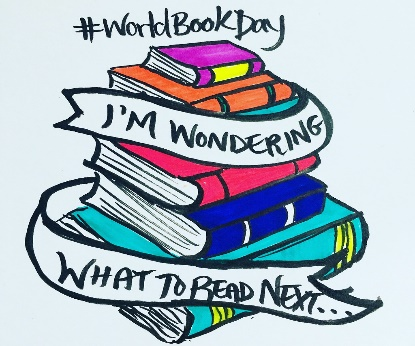 #WorldBookDay
I'M WONDERING
WHAT TO READ NEXT...